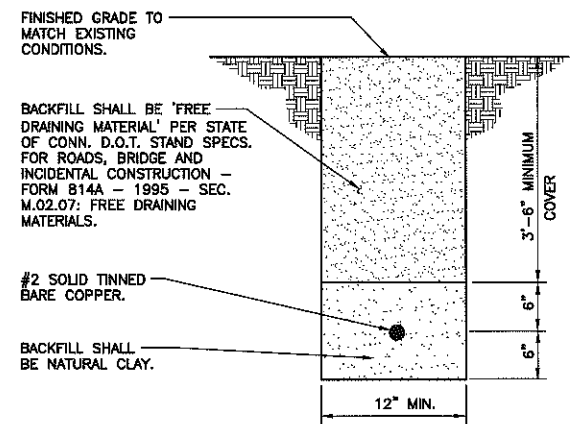 FINISHED GRADE TO
MATCH EXISTING
CONDITIONS.
BACKFILL SHALL BE 'FREE
DRAINING MATERIAL' PER STATE
OF CONN. D.O.T. STAND SPECS.
FOR ROADS, BRIDGE AND
INCIDENTAL CONSTRUCTION –
FORM 814A – 1995 – SEC.
M.02.07: FREE DRAINING
MATERIALS.
#2 SOLID TINNED
BARE COPPER.
BACKFILL SHALL
BE NATURAL CLAY.
3'-6" MINIMUM
COVER
6"
6"
12" MIN.